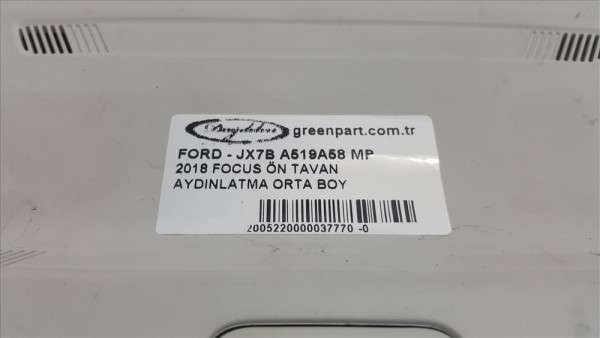 greenpart.com.tr
FORD - JX7B A519A58 MP
2018 FOCUS ÖN TAVAN
AYDINLATMA ORTA BOY
2005220000037770 -0